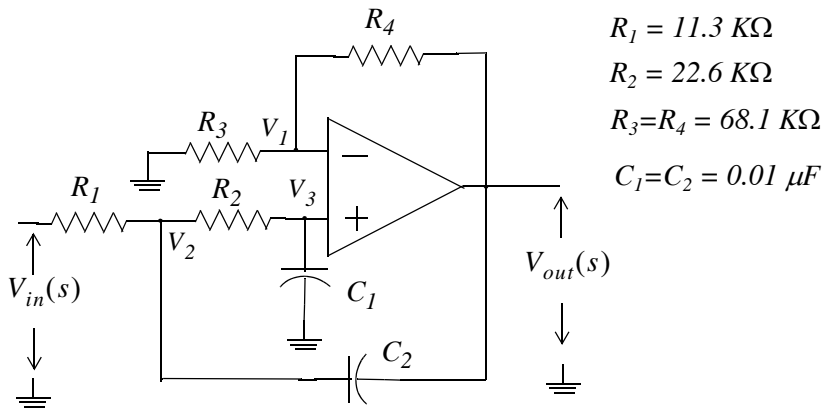 R₄
R₁ = 11.3 KΩ
R₂ = 22.6 KΩ
R₃=R₄ = 68.1 KΩ
C₁=C₂ = 0.01 μF
R₃
V₁
−
R₁
R₂
V₃
+
V₂
Vᵢₙ(s)
C₁
Vₒᵤₜ(s)
C₂